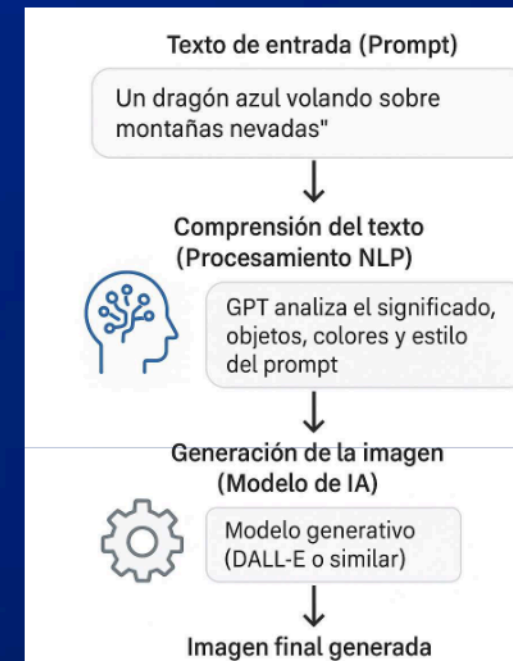 Texto de entrada (Prompt)
Un dragón azul volando sobre
montañas nevadas"
Comprensión del texto
(Procesamiento NLP)
GPT analiza el significado,
objetos, colores y estilo
del prompt
Generación de la imagen
(Modelo de IA)
Modelo generativo
(DALL-E o similar)
Imagen final generada